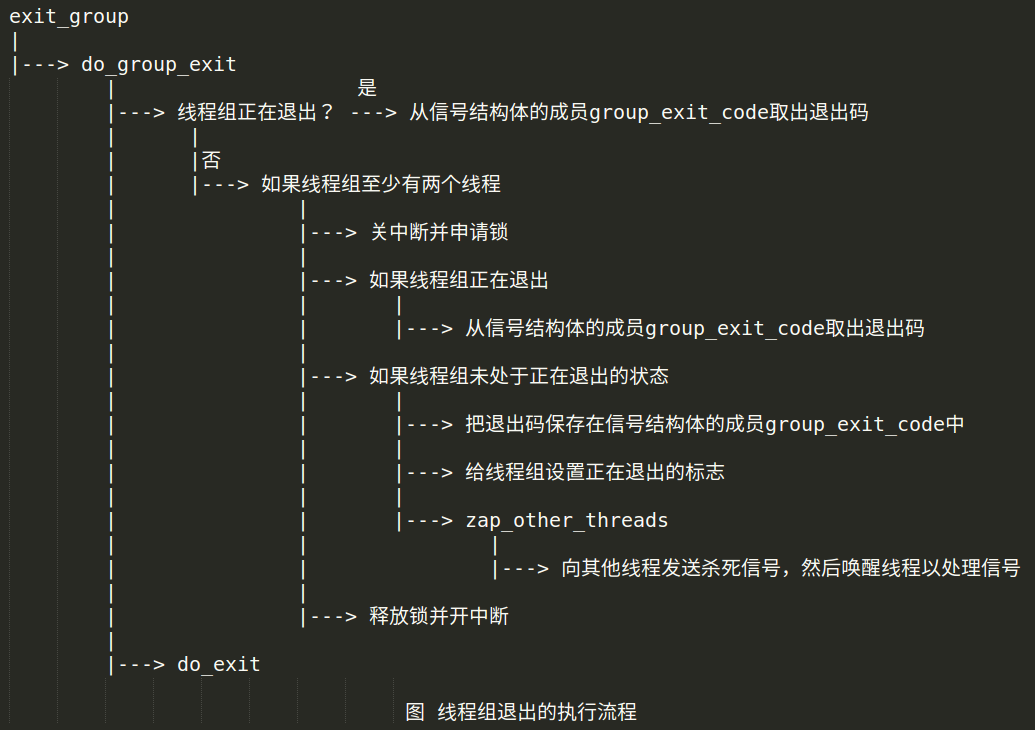 exit_group
|
|---> do_group_exit
| 是
|---> 线程组正在退出？ ---> 从信号结构体的成员group_exit_code取出退出码
| |
| |否
| |---> 如果线程组至少有两个线程
| |
| |---> 关中断并申请锁
| |
| |---> 如果线程组正在退出
| | |
| | |---> 从信号结构体的成员group_exit_code取出退出码
| |
| |---> 如果线程组未处于正在退出的状态
| | |
| | |---> 把退出码保存在信号结构体的成员group_exit_code中
| | |
| | |---> 给线程组设置正在退出的标志
| | |
| | |---> zap_other_threads
| | |
| | |---> 向其他线程发送杀死信号，然后唤醒线程以处理信号
| |
| |---> 释放锁并开中断
|
|---> do_exit
图 线程组退出的执行流程